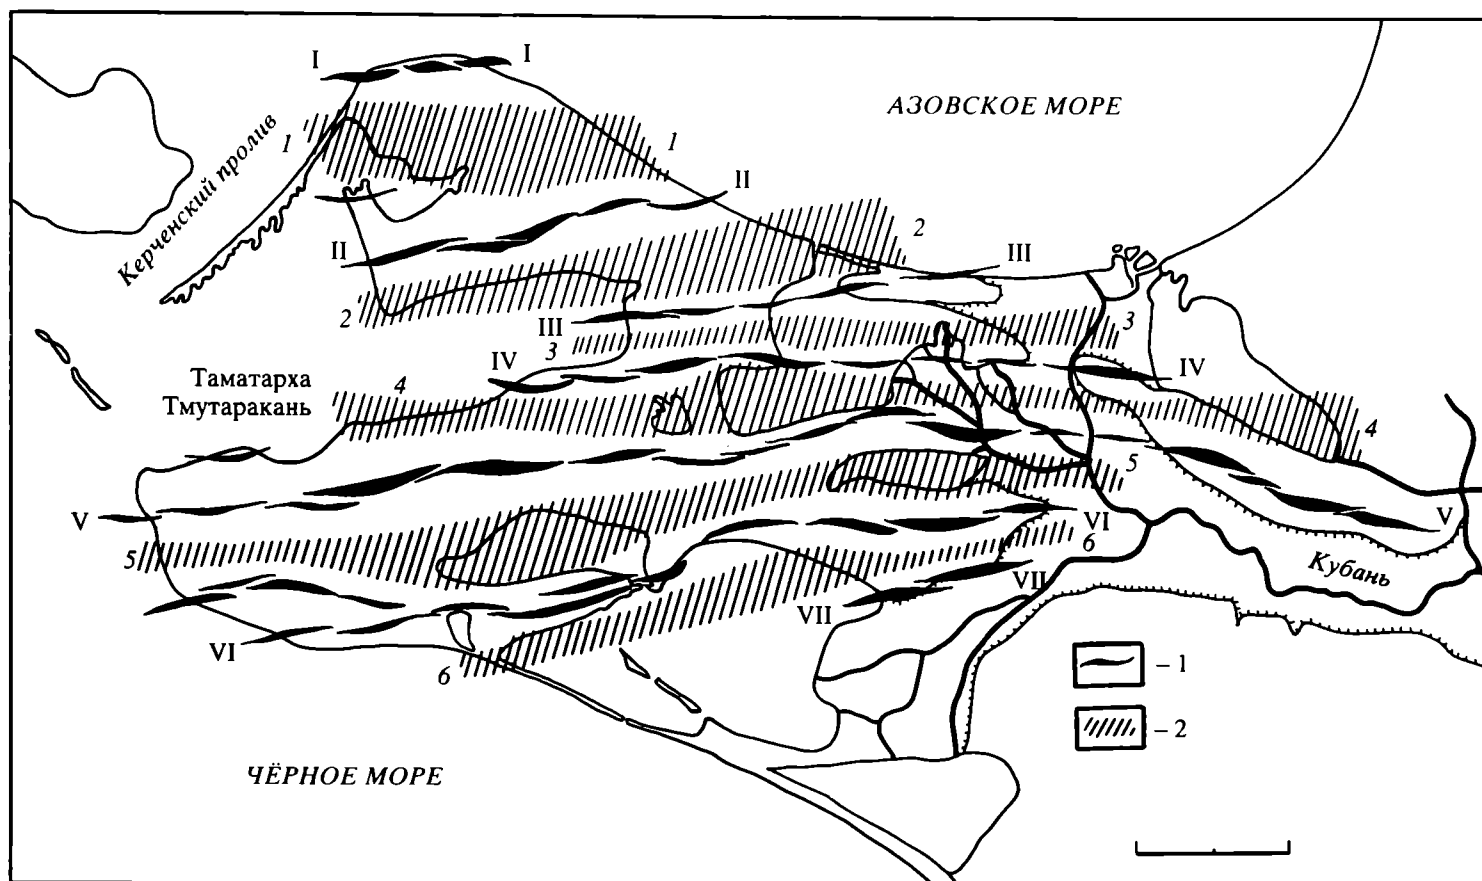 I
I
АЗОВСКОЕ МОРЕ
1
1
Керченский пролив
II
II
2
2
III
III
3
3
IV
IV
Таматарха
Тмутаракань
4
4
V
V
5
5
VI
6
VI
6
VII
VII
Кубань
– 1
– 2
ЧЁРНОЕ МОРЕ